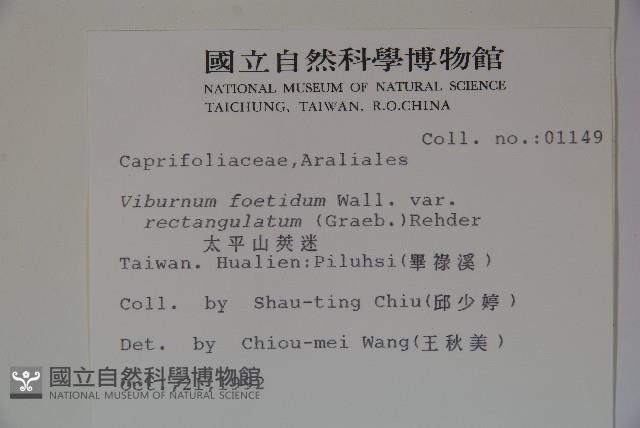 國立自然科學博物館
NATIONAL MUSEUM OF NATURAL SCIENCE
TAICHUNG, TAIWAN. R.O.CHINA
Coll. no.:01149
Caprifoliaceae,Araliales
Viburnum foetidum Wall. var.
rectangulatum (Graeb.)Rehder
太平山莢迷
Taiwan. Hualien:Piluhsi(畢祿溪)
Coll. by Shau-ting Chiu(邱少婷)
Det. by Chiou-mei Wang(王秋美)
Oct. 21,1992
國立自然科學博物館
NATIONAL MUSEUM OF NATURAL SCIENCE